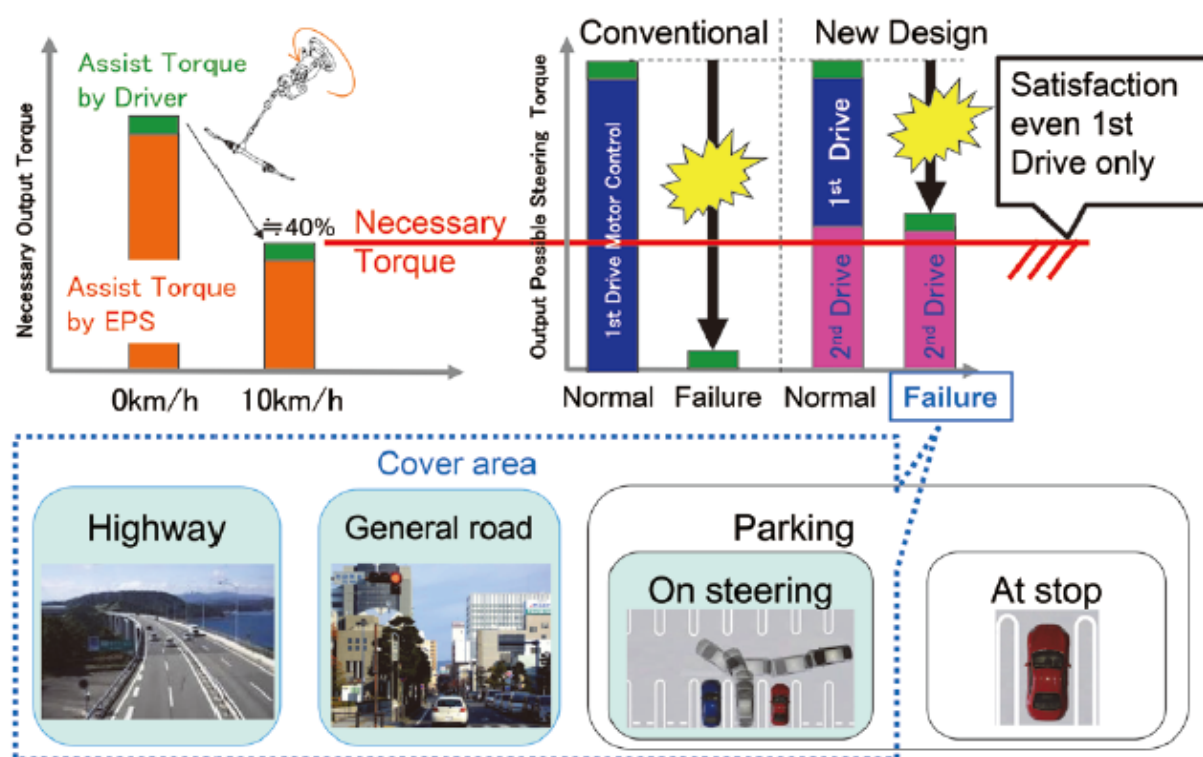 Necessary Output Torque
Assist Torque
by Driver
≒40%
Assist Torque
by EPS
0km/h
10km/h
Necessary
Torque
Output Possible Steering Torque
Conventional
New Design
1st Drive Motor Control
1st Drive
2nd Drive
2nd Drive
Normal
Failure
Normal
Failure
Satisfaction
even 1st
Drive only
Cover area
Highway
General road
Parking
On steering
At stop